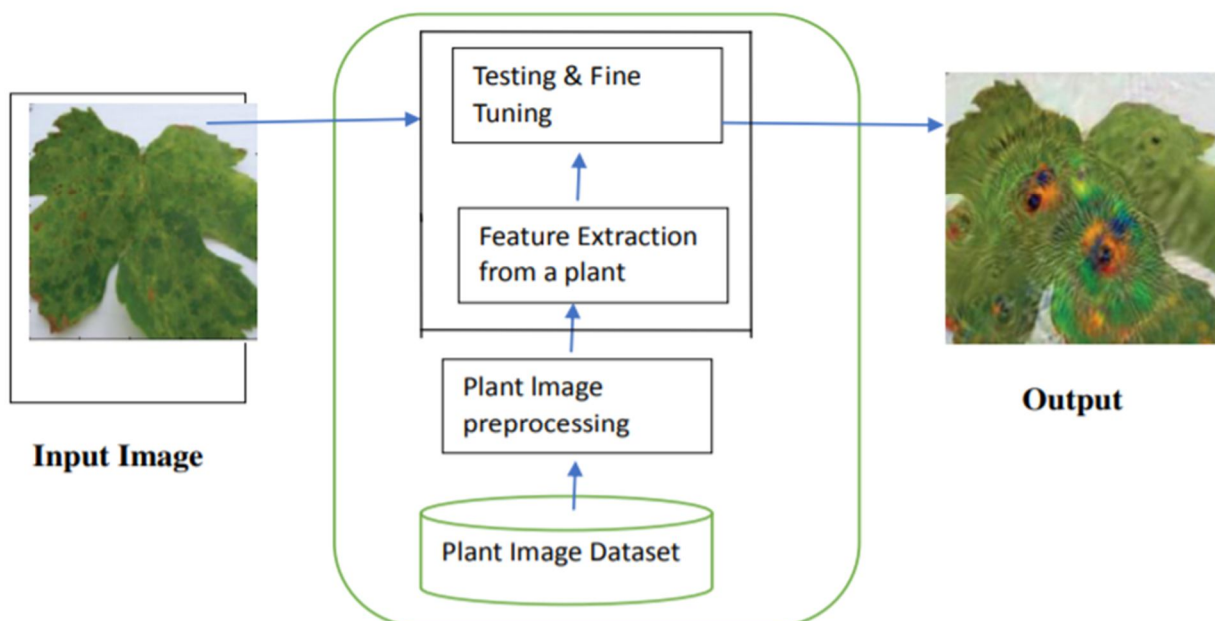 Testing & Fine
Tuning
Feature Extraction
from a plant
Plant Image
preprocessing
Plant Image Dataset
Input Image
Output